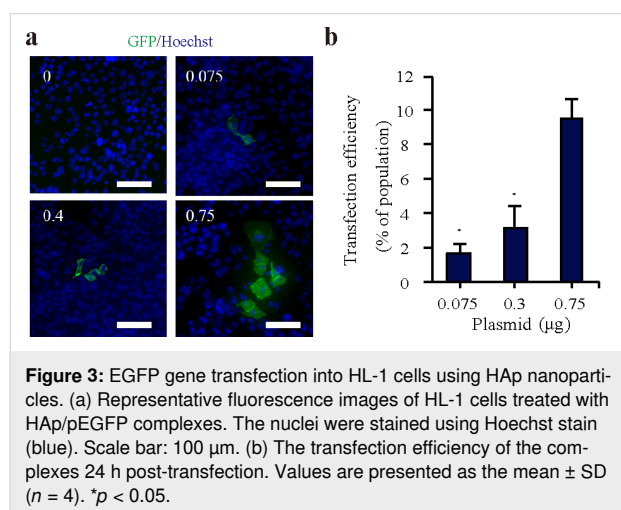 a
GFP/Hoechst
0
0.075
0.4
0.75
b
Transfection efficiency
(% of population)
12
10
8
6
4
2
0
0.075 0.3 0.75
Plasmid (µg)
Figure 3: EGFP gene transfection into HL-1 cells using HAp nanoparti-
cles. (a) Representative fluorescence images of HL-1 cells treated with
HAp/pEGFP complexes. The nuclei were stained using Hoechst stain
(blue). Scale bar: 100 µm. (b) The transfection efficiency of the com-
plexes 24 h post-transfection. Values are presented as the mean ± SD
(n = 4). *p < 0.05.